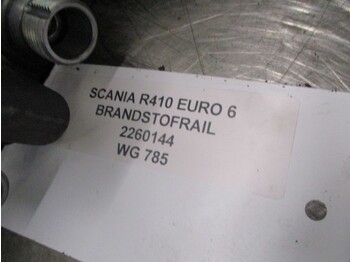 SCANIA R410 EURO 6
BRANDSTOFRAIL
2260144
WG 785